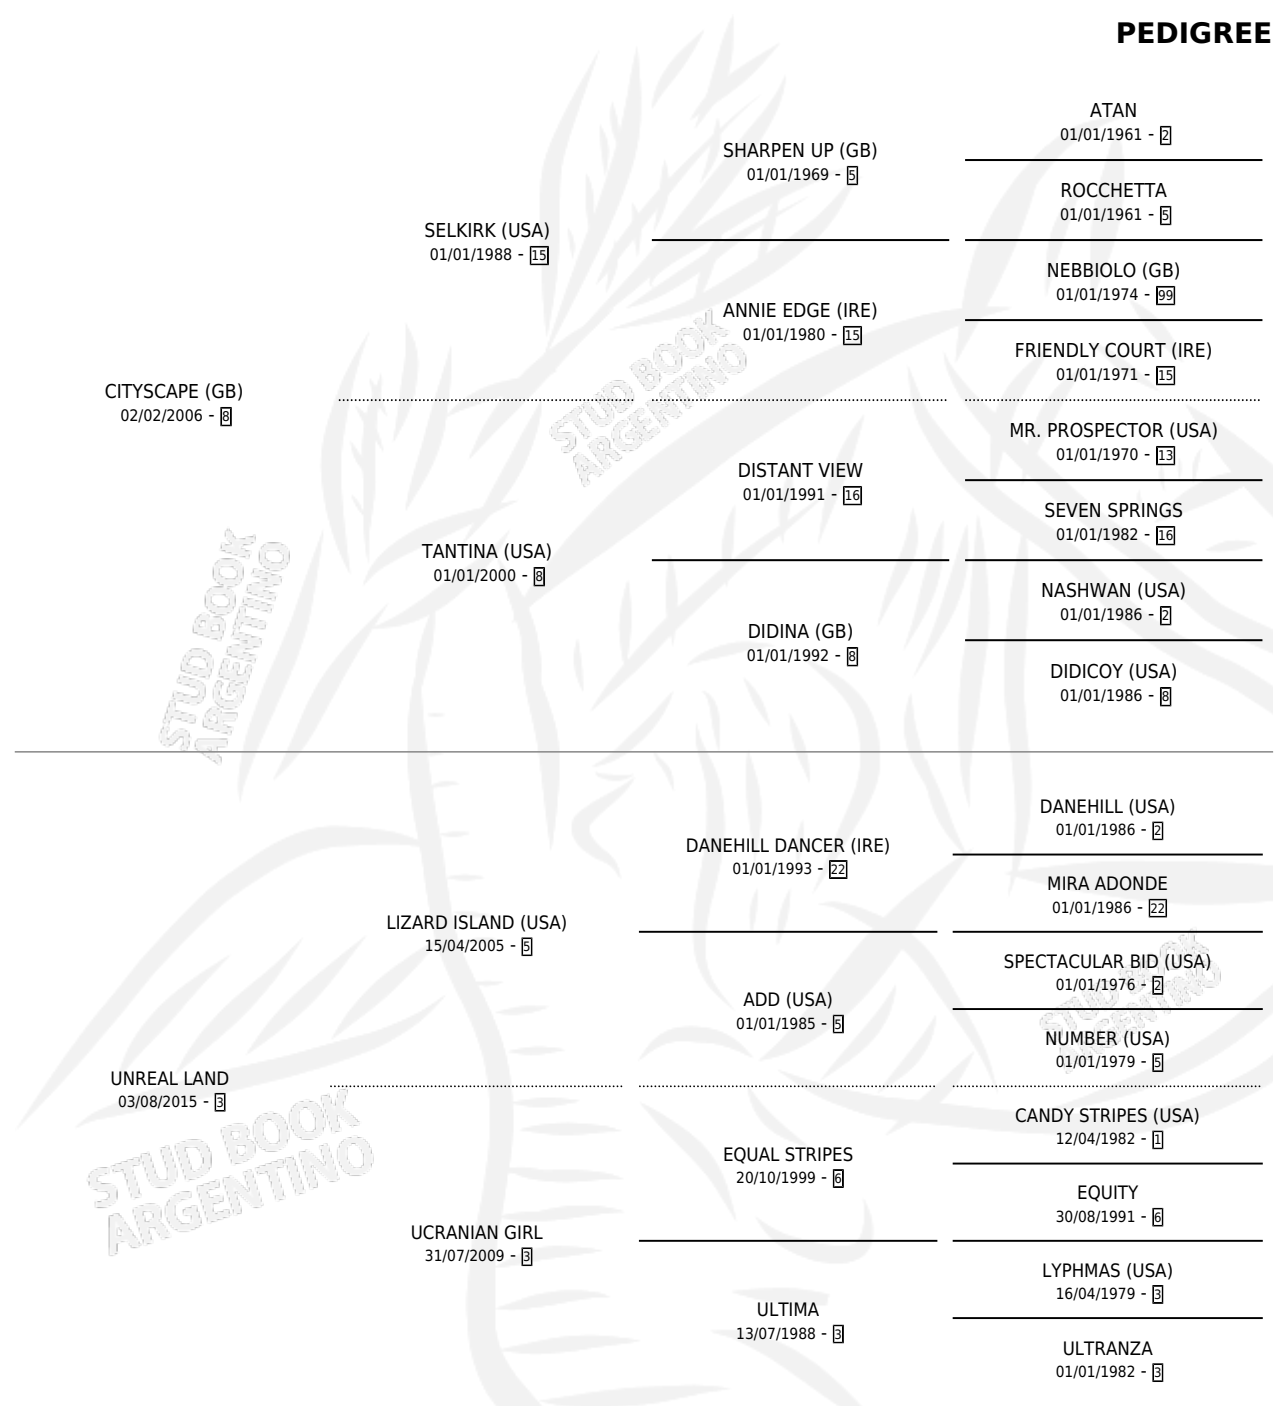 PEDIGREE
ATAN
01/01/1961 - 2
SHARPEN UP (GB)
01/01/1969 - 5
ROCCHETTA
01/01/1961 - 5
SELKIRK (USA)
01/01/1988 - 15
NEBBIOLO (GB)
01/01/1974 - 99
ANNIE EDGE (IRE)
01/01/1980 - 15
FRIENDLY COURT (IRE)
01/01/1971 - 15
CITYSCAPE (GB)
02/02/2006 - 8
STUD BOOK
ARGENTINO
MR. PROSPECTOR (USA)
01/01/1970 - 13
DISTANT VIEW
01/01/1991 - 16
SEVEN SPRINGS
01/01/1982 - 16
TANTINA (USA)
01/01/2000 - 8
NASHWAN (USA)
01/01/1986 - 2
DIDINA (GB)
01/01/1992 - 8
DIDICOY (USA)
01/01/1986 - 8
STUD BOOK
ARGENTINO
DANEHILL (USA)
01/01/1986 - 2
DANEHILL DANCER (IRE)
01/01/1993 - 22
MIRA ADONDE
01/01/1986 - 22
LIZARD ISLAND (USA)
15/04/2005 - 5
SPECTACULAR BID (USA)
01/01/1976 - 2
ADD (USA)
01/01/1985 - 5
NUMBER (USA)
01/01/1979 - 5
STUD BOOK
ARGENTINO
UNREAL LAND
03/08/2015 - 3
CANDY STRIPES (USA)
12/04/1982 - 1
EQUAL STRIPES
20/10/1999 - 6
EQUITY
30/08/1991 - 6
STUD BOOK
ARGENTINO
UCRANIAN GIRL
31/07/2009 - 3
LYPHMAS (USA)
16/04/1979 - 3
ULTIMA
13/07/1988 - 3
ULTRANZA
01/01/1982 - 3